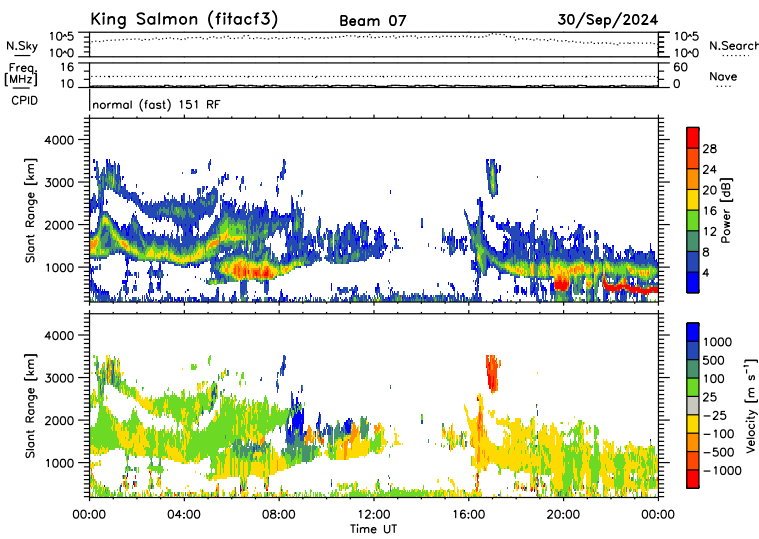 King Salmon (fitacf3) Beam 07 30/Sep/2024
N.Sky 10^5 10^0 10^5 10^0 N.Search
Freq [MHz] 16 10 60 0 Nave
CPID normal (fast) 151 RF
Slant Range [km] 4000 3000 2000 1000
Power [dB] 28 24 20 16 12 8 4
Slant Range [km] 4000 3000 2000 1000
Velocity [m s⁻¹] 1000 500 100 25 −25 −100 −500 −1000
00:00 04:00 08:00 12:00 16:00 20:00 00:00
Time UT